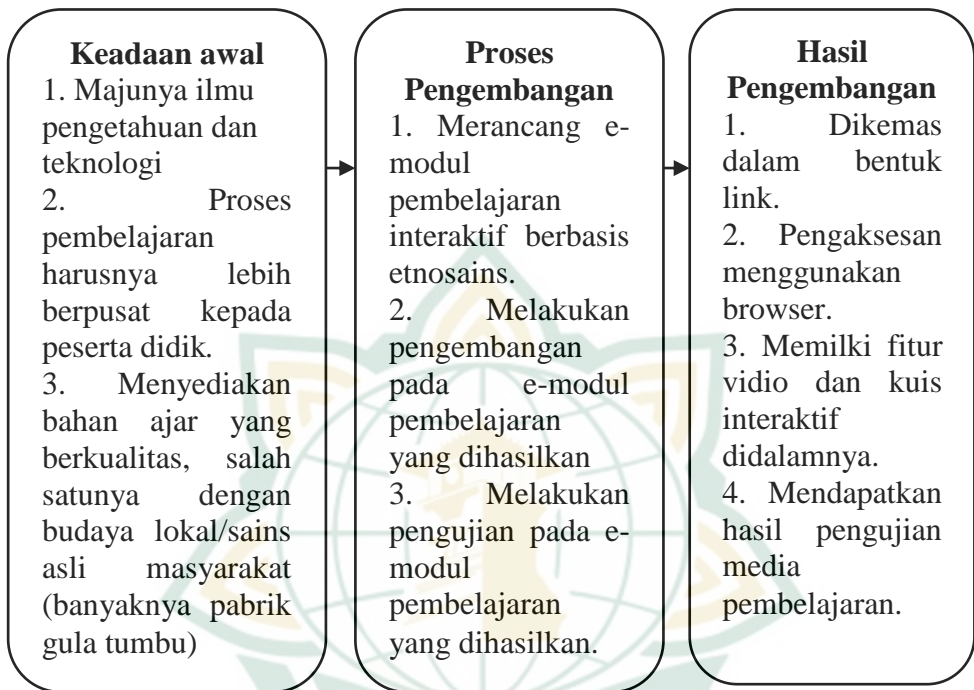 Keadaan awal
1. Majunya ilmu
pengetahuan dan
teknologi
2. Proses
pembelajaran
harusnya lebih
berpusat kepada
peserta didik.
3. Menyediakan
bahan ajar yang
berkualitas, salah
satunya dengan
budaya lokal/sains
asli masyarakat
(banyaknya pabrik
gula tumbu)
Proses
Pengembangan
1. Merancang e-
modul
pembelajaran
interaktif berbasis
etnosains.
2. Melakukan
pengembangan
pada e-modul
pembelajaran
yang dihasilkan
3. Melakukan
pengujian pada e-
modul
pembelajaran
yang dihasilkan.
Hasil
Pengembangan
1. Dikemas
dalam bentuk
link.
2. Pengaksesan
menggunakan
browser.
3. Memilki fitur
vidio dan kuis
interaktif
didalamnya.
4. Mendapatkan
hasil pengujian
media
pembelajaran.